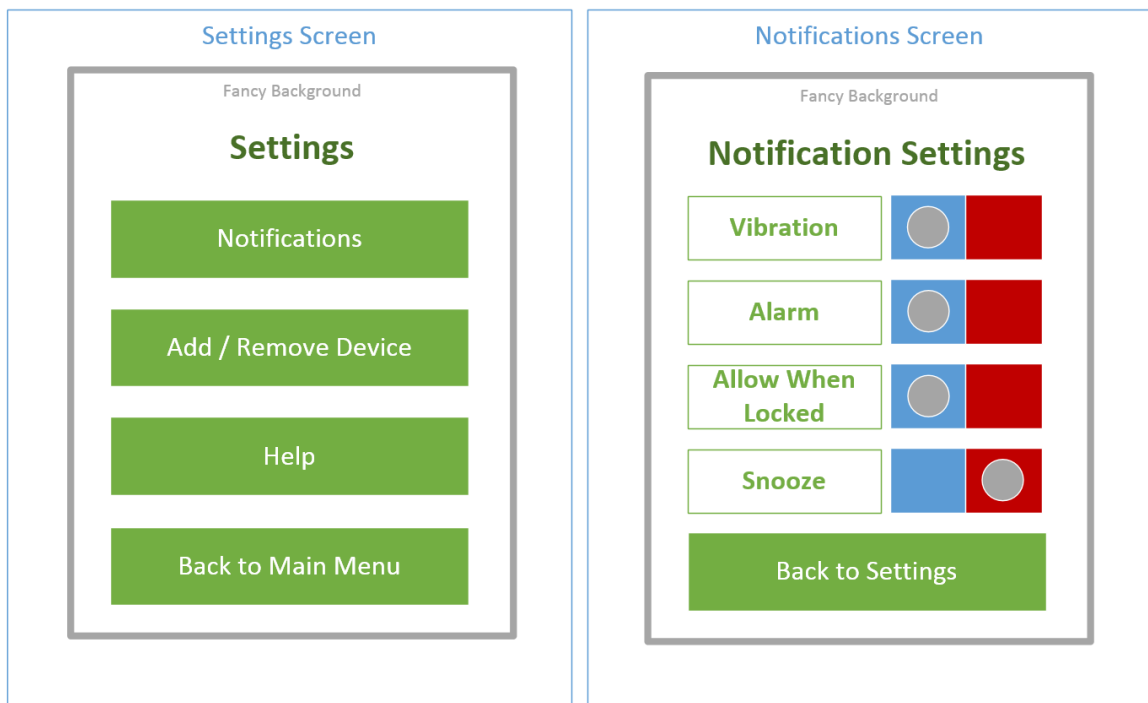 Settings Screen
Fancy Background
Settings
Notifications
Add / Remove Device
Help
Back to Main Menu
Notifications Screen
Fancy Background
Notification Settings
Vibration
Alarm
Allow When
Locked
Snooze
Back to Settings